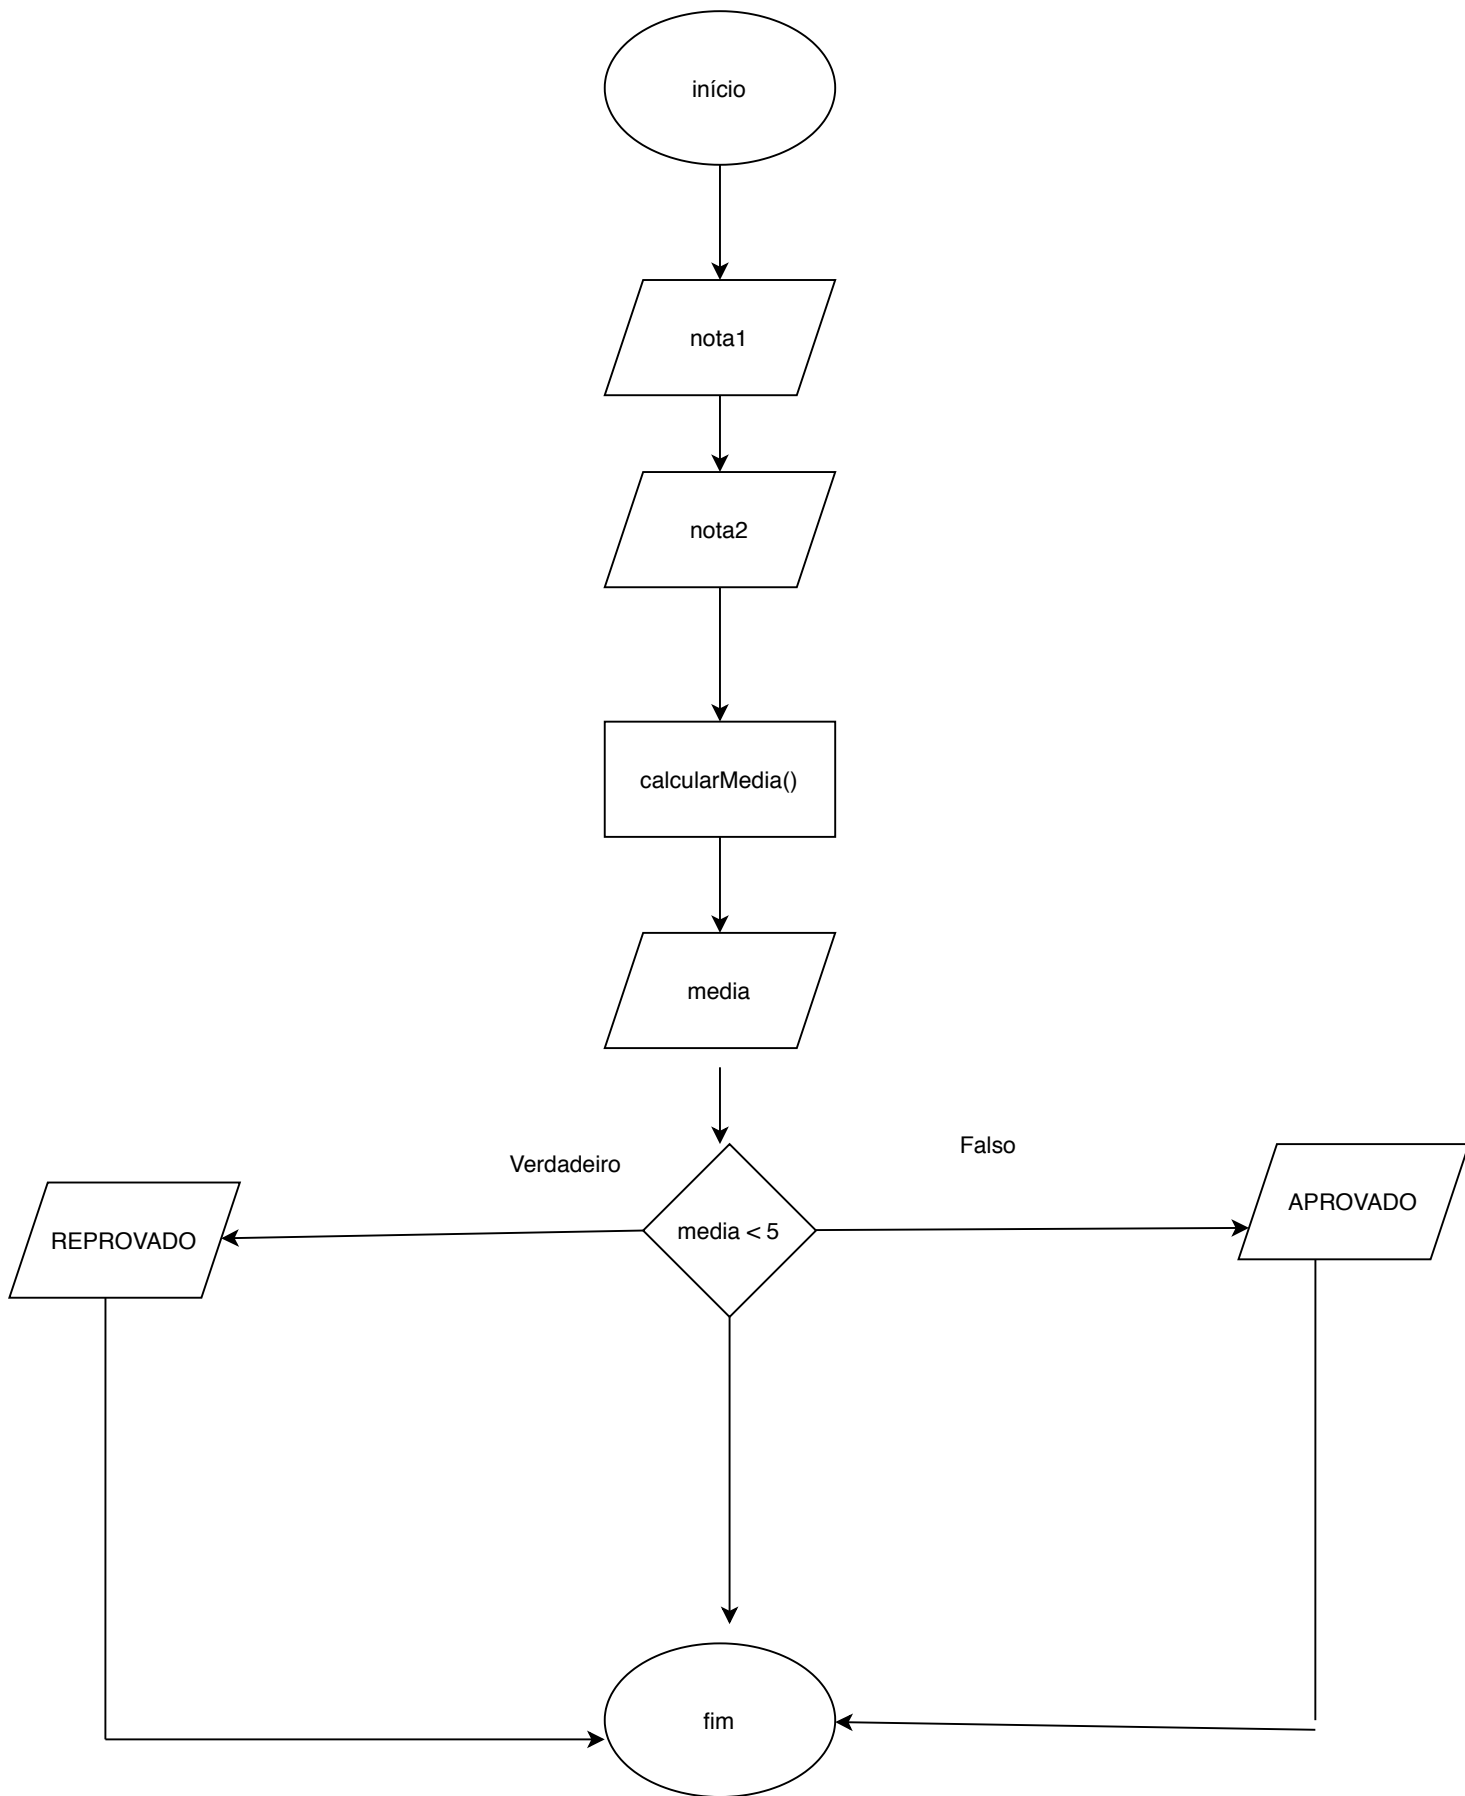 início
nota1
nota2
calcularMedia()
media
Verdadeiro
Falso
REPROVADO
media < 5
APROVADO
fim